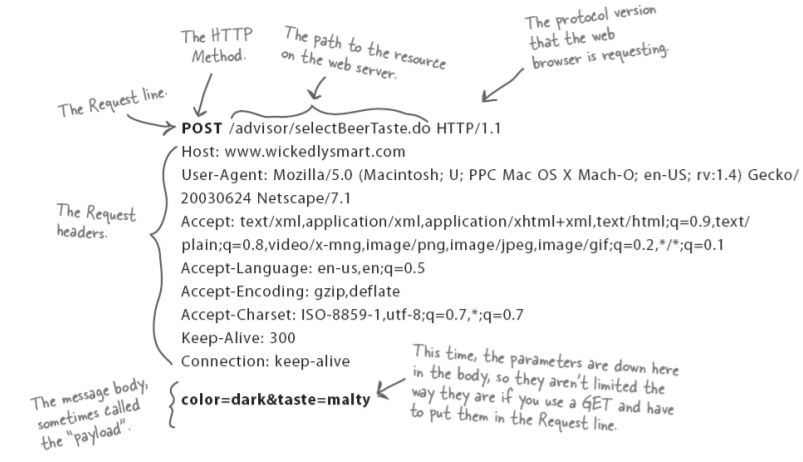 The HTTP
Method.
The path to the resource
on the web server.
The protocol version
that the web
browser is requesting.
The Request line.
POST /advisor/selectBeerTaste.do HTTP/1.1
Host: www.wickedlysmart.com
User-Agent: Mozilla/5.0 (Macintosh; U; PPC Mac OS X Mach-O; en-US; rv:1.4) Gecko/
20030624 Netscape/7.1
Accept: text/xml,application/xml,application/xhtml+xml,text/html;q=0.9,text/
plain;q=0.8,video/x-mng,image/png,image/jpeg,image/gif;q=0.2,*/*;q=0.1
Accept-Language: en-us,en;q=0.5
Accept-Encoding: gzip,deflate
Accept-Charset: ISO-8859-1,utf-8;q=0.7,*;q=0.7
Keep-Alive: 300
Connection: keep-alive
The Request
headers.
This time, the parameters are down here
in the body, so they aren't limited the
way they are if you use a GET and have
to put them in the Request line.
The message body,
sometimes called
the "payload".
color=dark&taste=malty